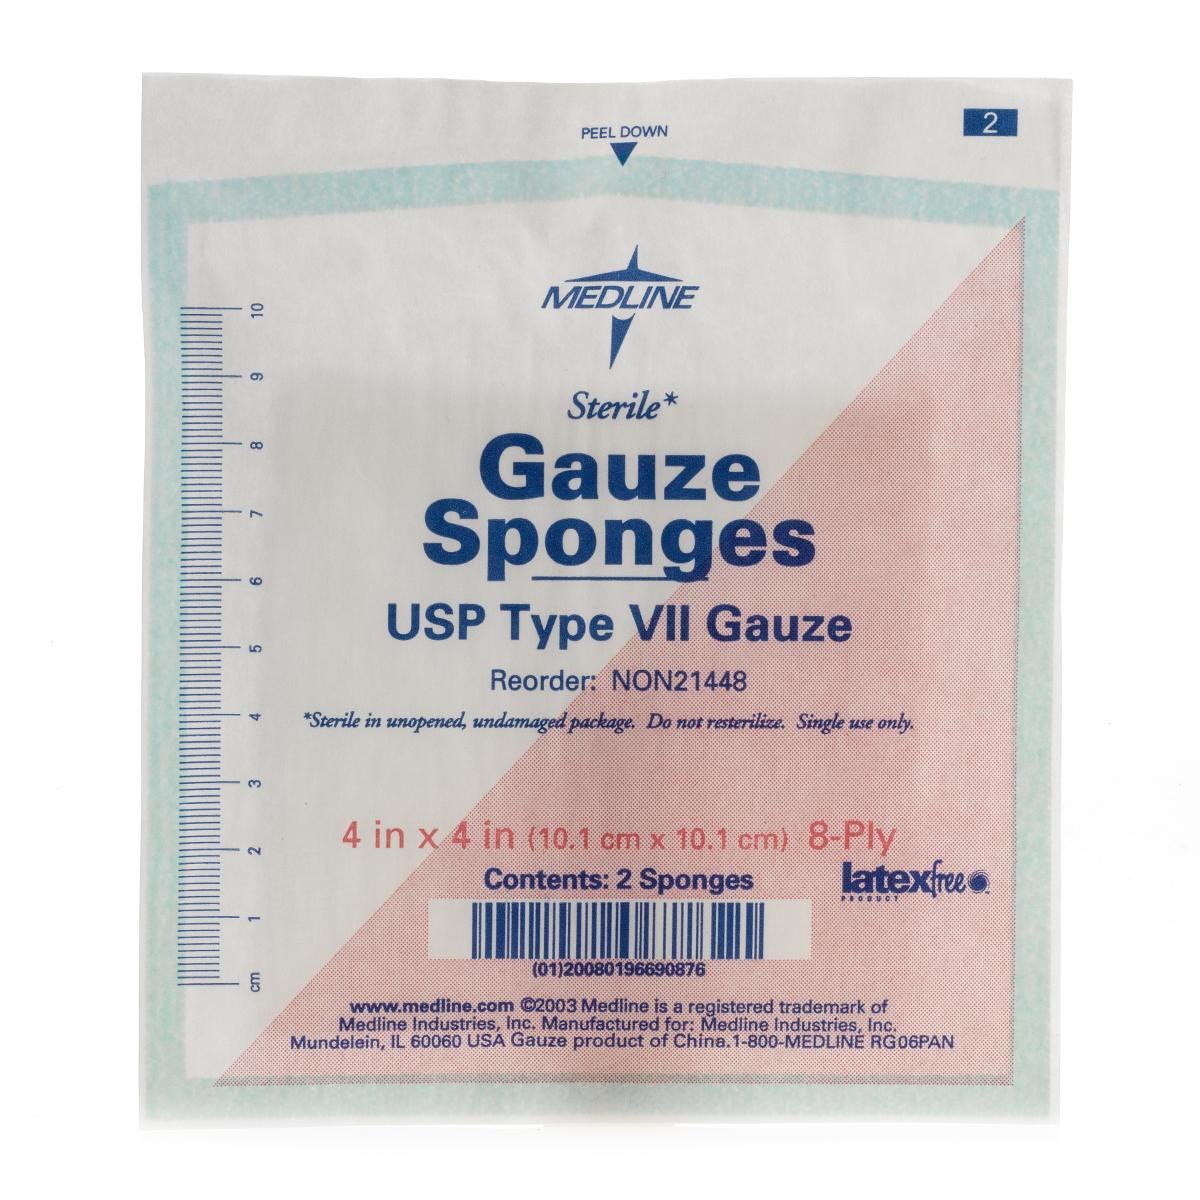 PEEL DOWN
2
MEDLINE
Sterile*
Gauze
Sponges
USP Type VII Gauze
Reorder: NON21448
*Sterile in unopened, undamaged package. Do not resterilize. Single use only.
10
9
8
7
6
5
4
3
2
1
cm
4 in x 4 in (10.1 cm x 10.1 cm) 8-Ply
Contents: 2 Sponges
latexfree
PRODUCT
(01)20080196690876
www.medline.com ©2003 Medline is a registered trademark of
Medline Industries, Inc. Manufactured for: Medline Industries, Inc.
Mundelein, IL 60060 USA Gauze product of China.1-800-MEDLINE RG06PAN